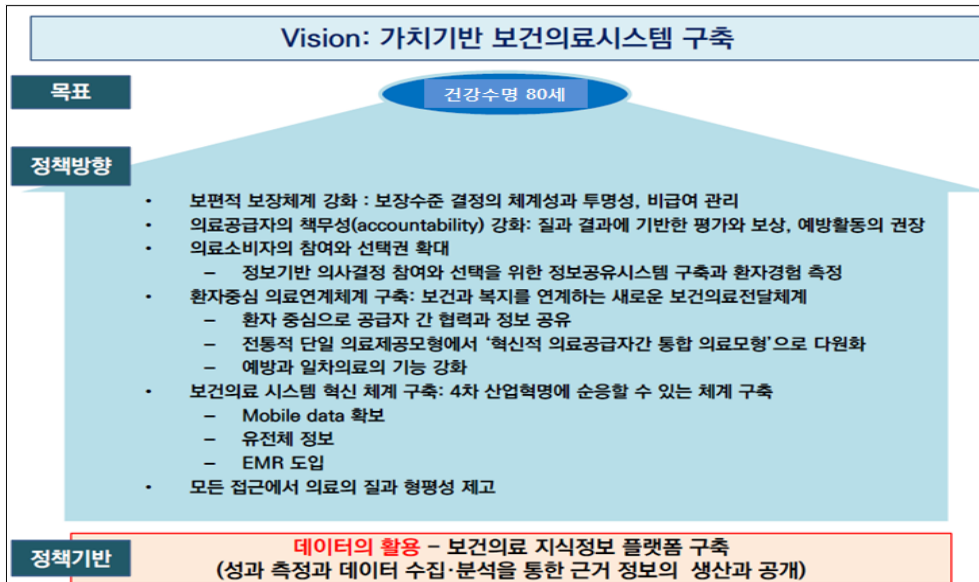 Vision: 가치기반 보건의료시스템 구축
목표
건강수명 80세
정책방향
• 보편적 보장체계 강화 : 보장수준 결정의 체계성과 투명성, 비급여 관리
• 의료공급자의 책무성(accountability) 강화: 질과 결과에 기반한 평가와 보상, 예방활동의 권장
• 의료소비자의 참여와 선택권 확대
– 정보기반 의사결정 참여와 선택을 위한 정보공유시스템 구축과 환자경험 측정
• 환자중심 의료연계체계 구축: 보건과 복지를 연계하는 새로운 보건의료전달체계
– 환자 중심으로 공급자 간 협력과 정보 공유
– 전통적 단일 의료제공모형에서 ‘혁신적 의료공급자간 통합 의료모형’으로 다원화
– 예방과 일차의료의 기능 강화
• 보건의료 시스템 혁신 체계 구축: 4차 산업혁명에 순응할 수 있는 체계 구축
– Mobile data 확보
– 유전체 정보
– EMR 도입
• 모든 접근에서 의료의 질과 형평성 제고
정책기반
데이터의 활용 – 보건의료 지식정보 플랫폼 구축
(성과 측정과 데이터 수집·분석을 통한 근거 정보의 생산과 공개)